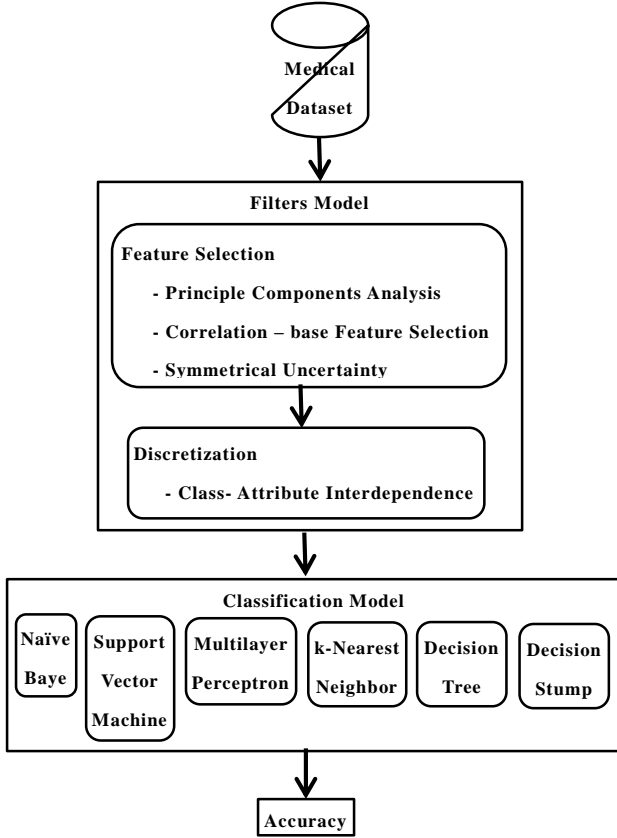 Medical
Dataset
Filters Model
Feature Selection
- Principle Components Analysis
- Correlation – base Feature Selection
- Symmetrical Uncertainty
Discretization
- Class- Attribute Interdependence
Classification Model
Naïve
Baye
Support
Vector
Machine
Multilayer
Perceptron
k-Nearest
Neighbor
Decision
Tree
Decision
Stump
Accuracy